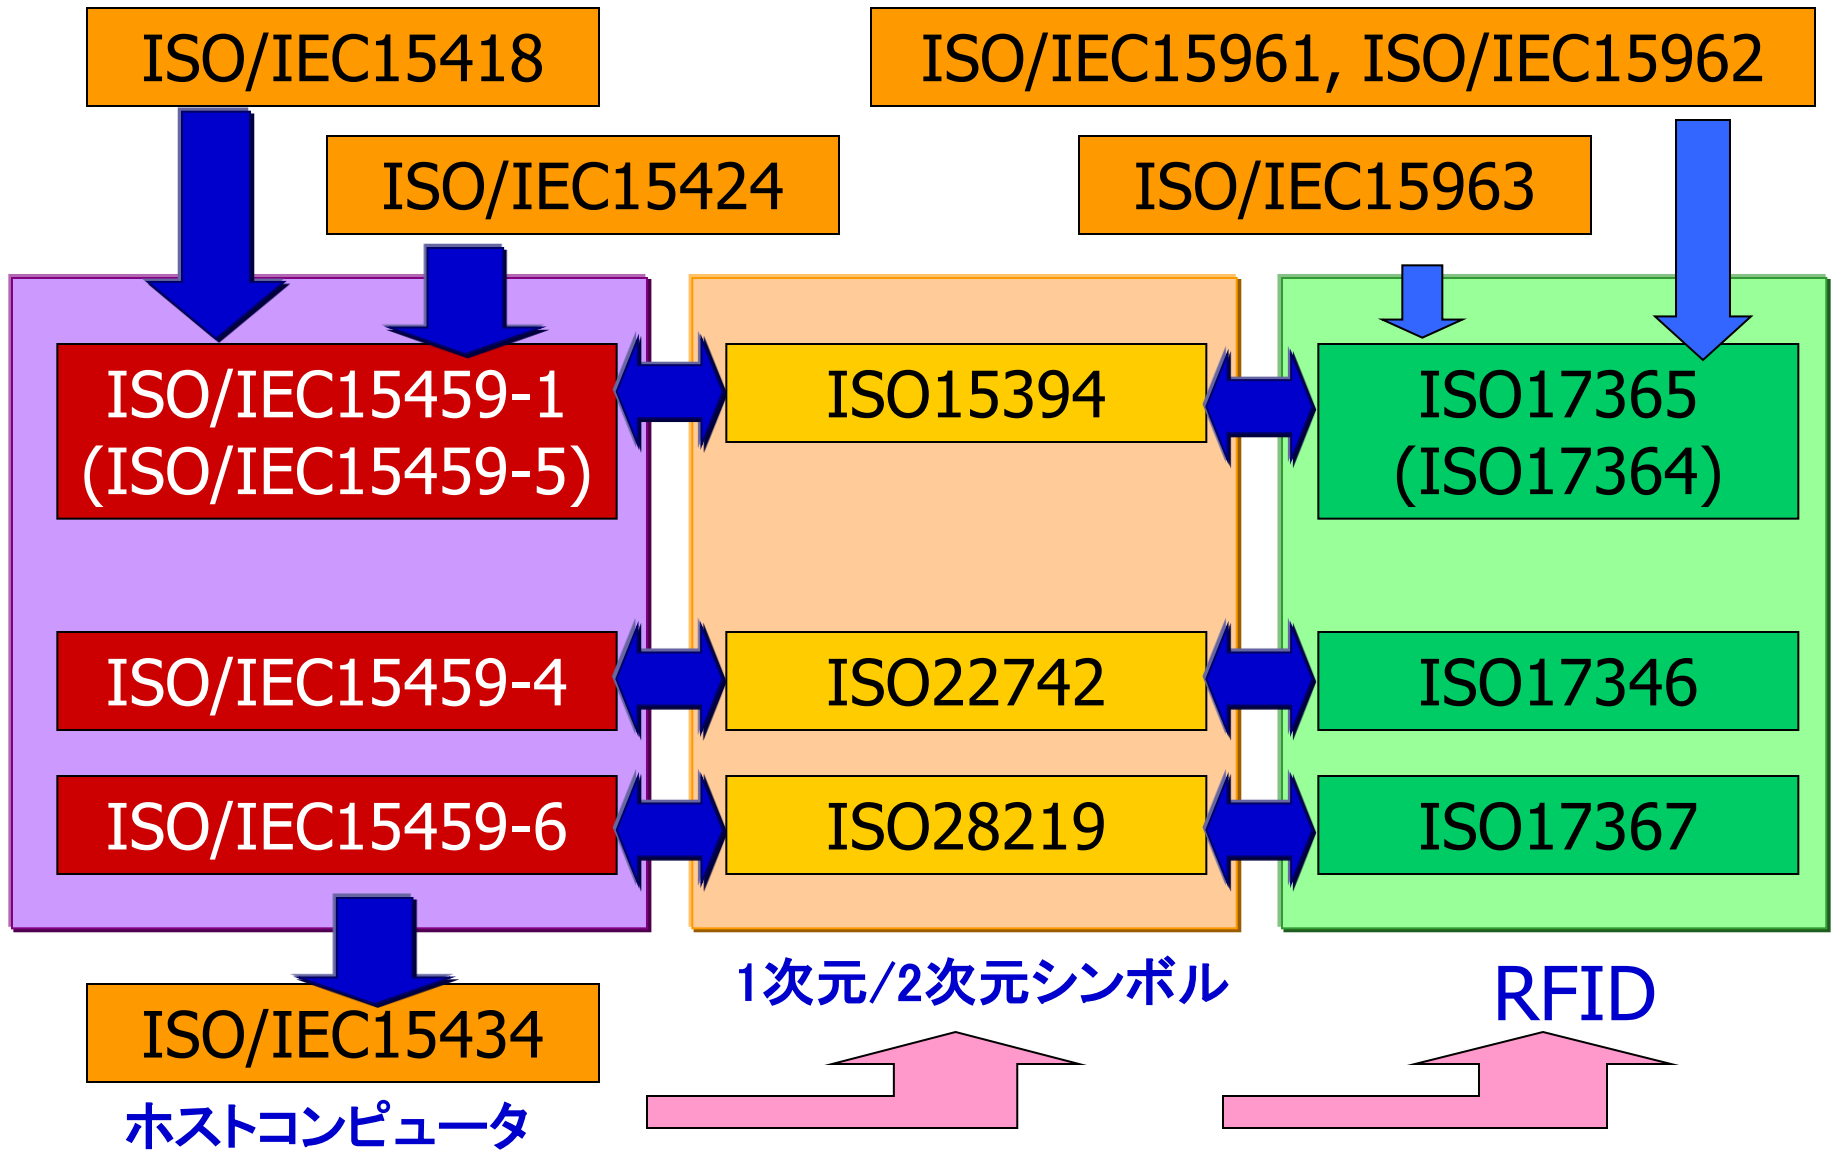 ISO/IEC15418
ISO/IEC15961, ISO/IEC15962
ISO/IEC15424
ISO/IEC15963
ISO/IEC15459-1
(ISO/IEC15459-5)
ISO15394
ISO17365
(ISO17364)
ISO/IEC15459-4
ISO22742
ISO17346
ISO/IEC15459-6
ISO28219
ISO17367
1次元/2次元シンボル
RFID
ISO/IEC15434
ホストコンピュータ